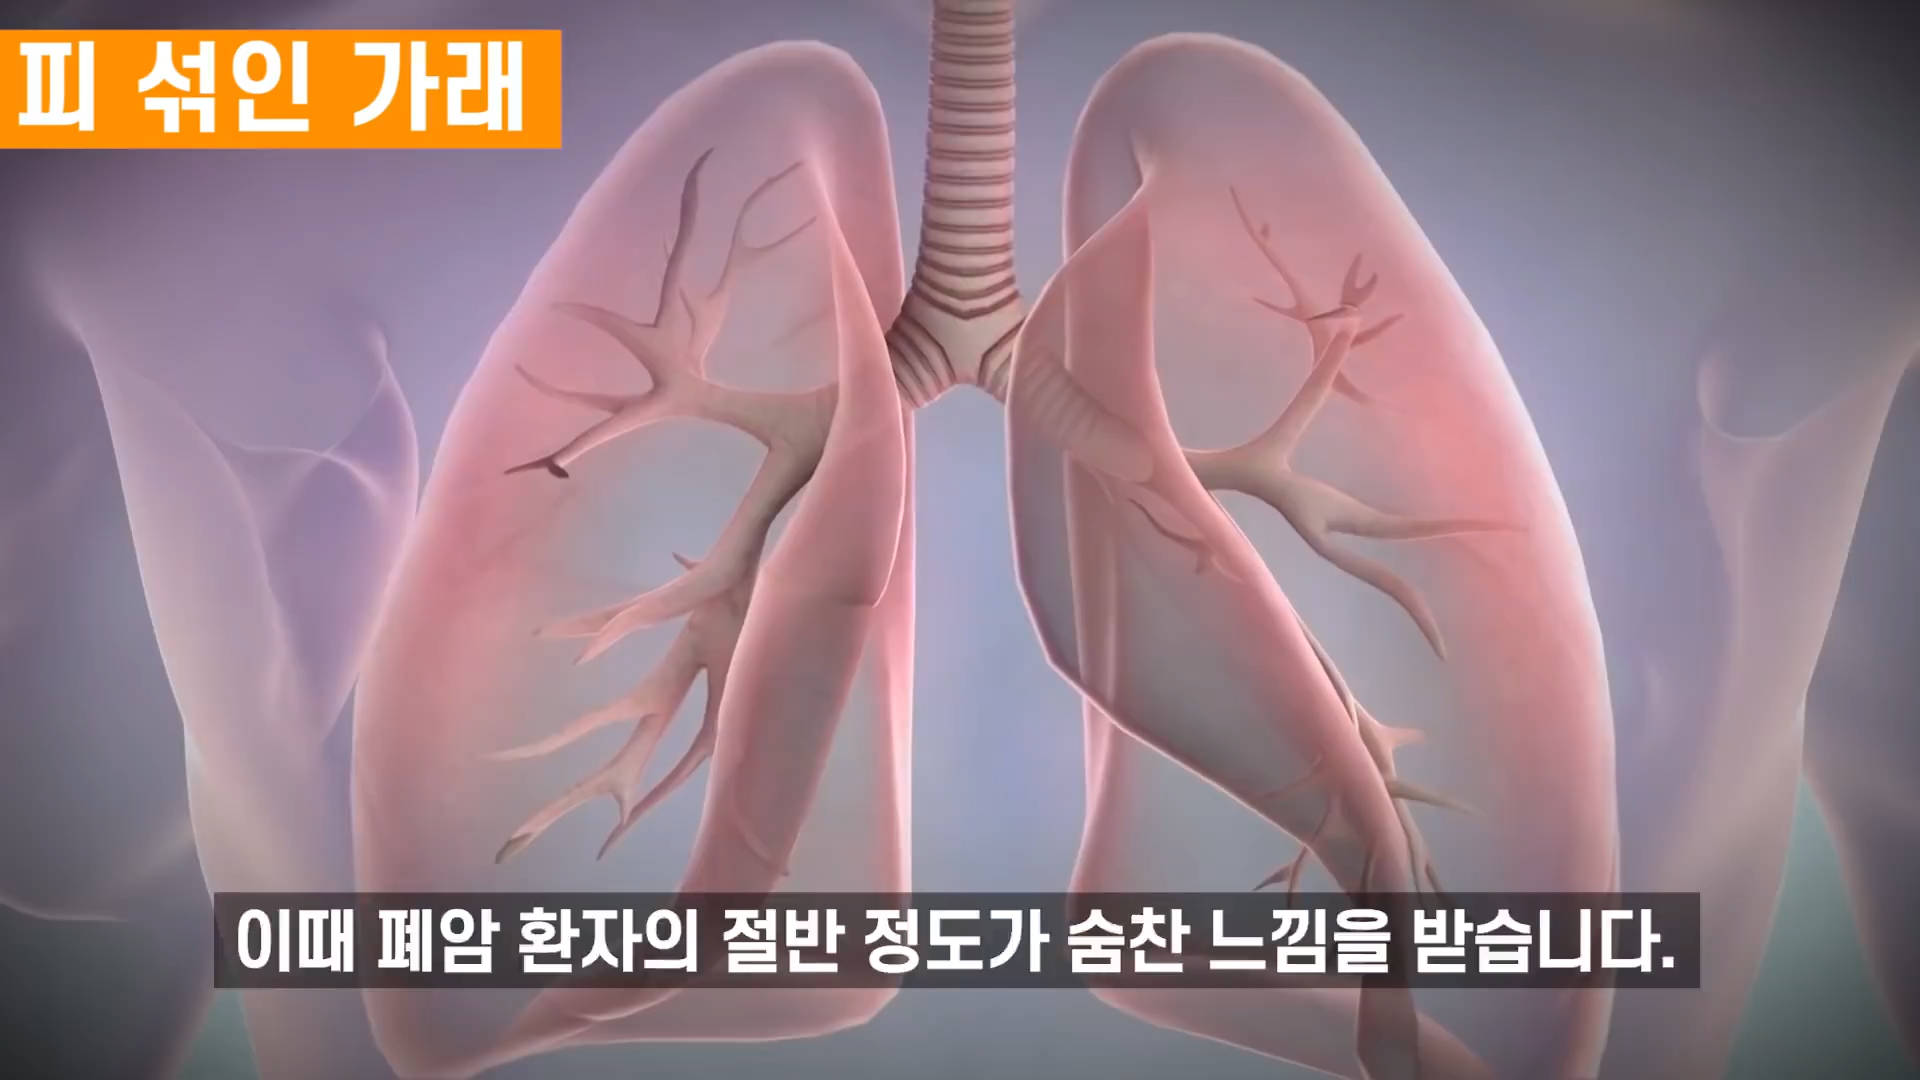 피 섞인 가래
이때 폐암 환자의 절반 정도가 숨찬 느낌을 받습니다.